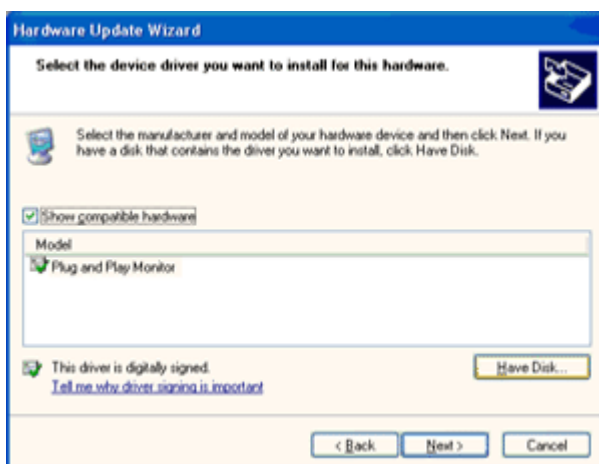 Hardware Update Wizard
Select the device driver you want to install for this hardware.
Select the manufacturer and model of your hardware device and then click Next. If you
have a disk that contains the driver you want to install, click Have Disk.
Show compatible hardware
Model
Plug and Play Monitor
This driver is digitally signed.
Have Disk...
Tell me why driver signing is important
< Back
Next >
Cancel